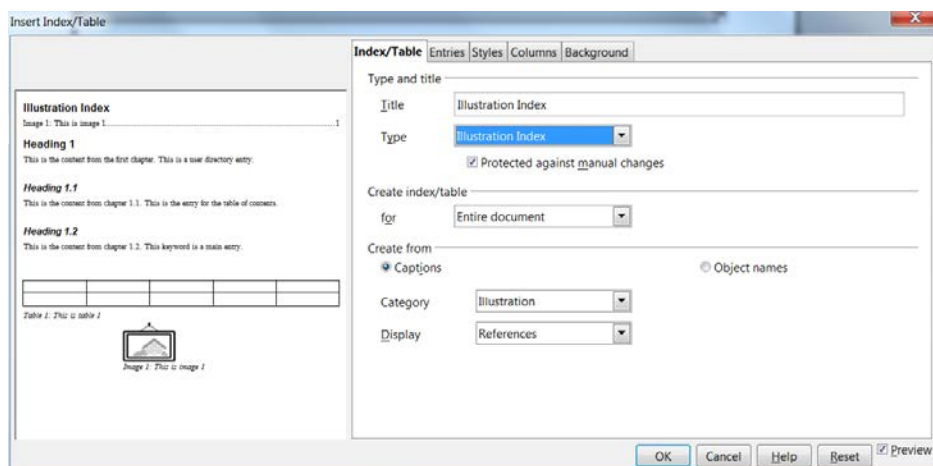 Insert Index/Table
Illustration Index
Image 1: This is image 1 1
Heading 1
This is the content from the first chapter. This is a user directory entry.
Heading 1.1
This is the content from chapter 1.1. This is the entry for the table of contents.
Heading 1.2
This is the content from chapter 1.2. This keyword is a main entry.
Table 1: This is table 1
Image 1: This is image 1
Index/Table Entries Styles Columns Background
Type and title
Title Illustration Index
Type Illustration Index
Protected against manual changes
Create index/table
for Entire document
Create from
Captions Object names
Category Illustration
Display References
OK Cancel Help Reset Preview